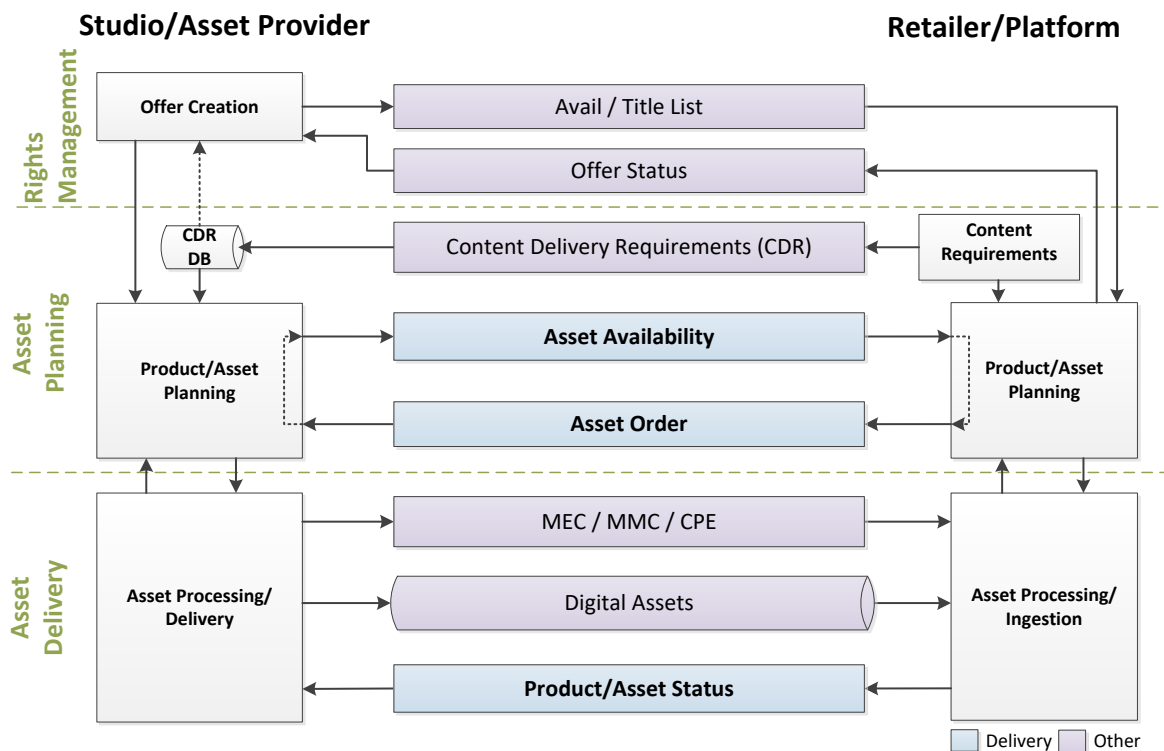 Studio/Asset Provider
Retailer/Platform
Rights
Management
Offer Creation
Avail / Title List
Offer Status
Asset
Planning
CDR
DB
Content Delivery Requirements (CDR)
Content
Requirements
Asset Availability
Product/Asset
Planning
Product/Asset
Planning
Asset Order
Asset
Delivery
MEC / MMC / CPE
Asset Processing/
Delivery
Digital Assets
Asset Processing/
Ingestion
Product/Asset Status
Delivery
Other